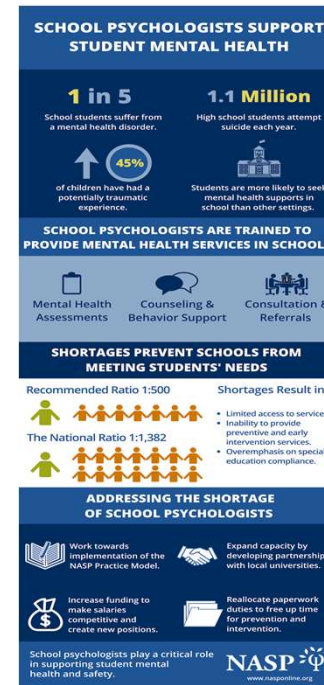 SCHOOL PSYCHOLOGISTS SUPPORT
STUDENT MENTAL HEALTH
1 in 5
School students suffer from
a mental health disorder.
1.1 Million
High school students attempt
suicide each year.
45%
of children have had a
potentially traumatic
experience.
Students are more likely to seek
mental health supports in
school than other settings.
SCHOOL PSYCHOLOGISTS ARE TRAINED TO
PROVIDE MENTAL HEALTH SERVICES IN SCHOOL
Mental Health
Assessments
Counseling &
Behavior Support
Consultation &
Referrals
SHORTAGES PREVENT SCHOOLS FROM
MEETING STUDENTS' NEEDS
Recommended Ratio 1:500
The National Ratio 1:1,382
Shortages Result in
• Limited access to service
• Inability to provide
preventive and early
intervention services.
• Overemphasis on special
education compliance.
ADDRESSING THE SHORTAGE
OF SCHOOL PSYCHOLOGISTS
Work towards
implementation of the
NASP Practice Model.
Expand capacity by
developing partnership
with local universities.
$
Increase funding to
make salaries
competitive and
create new positions.
Reallocate paperwork
duties to free up time
for prevention and
intervention.
School psychologists play a critical role
in supporting student mental
health and safety.
NASP
www.nasponline.org